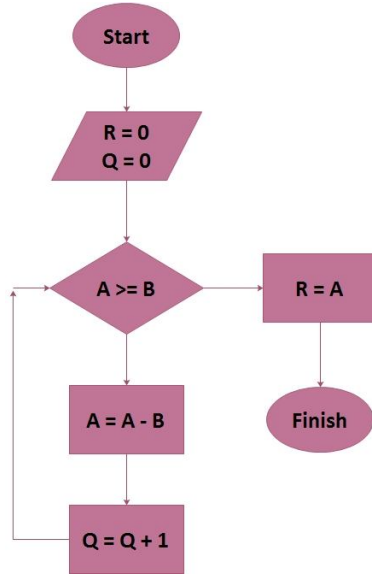 Start
R = 0
Q = 0
A >= B
R = A
A = A - B
Finish
Q = Q + 1